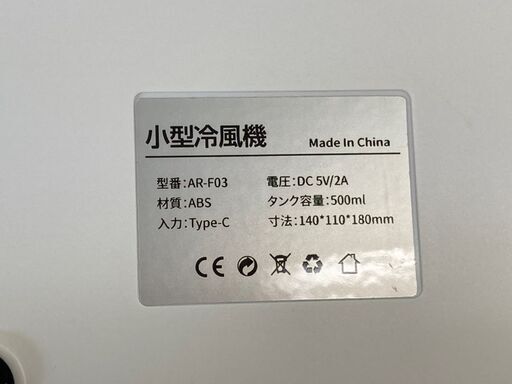 小型冷風機 Made In China
型番：AR-F03 電圧：DC 5V/2A
材質：ABS タンク容量：500ml
入力：Type-C 寸法：140*110*180mm
CE